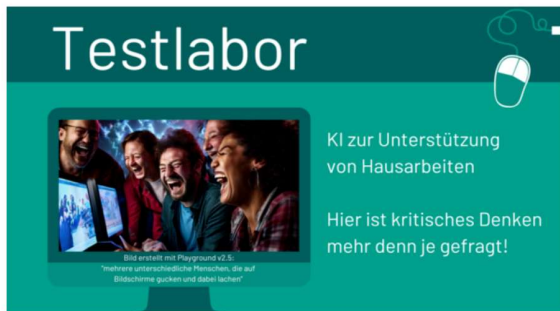 Testlabor
KI zur Unterstützung
von Hausarbeiten
Hier ist kritisches Denken
mehr denn je gefragt!
Bild erstellt mit Playground v2.5:
"mehrere unterschiedliche Menschen, die auf
Bildschirme gucken und dabei lachen"